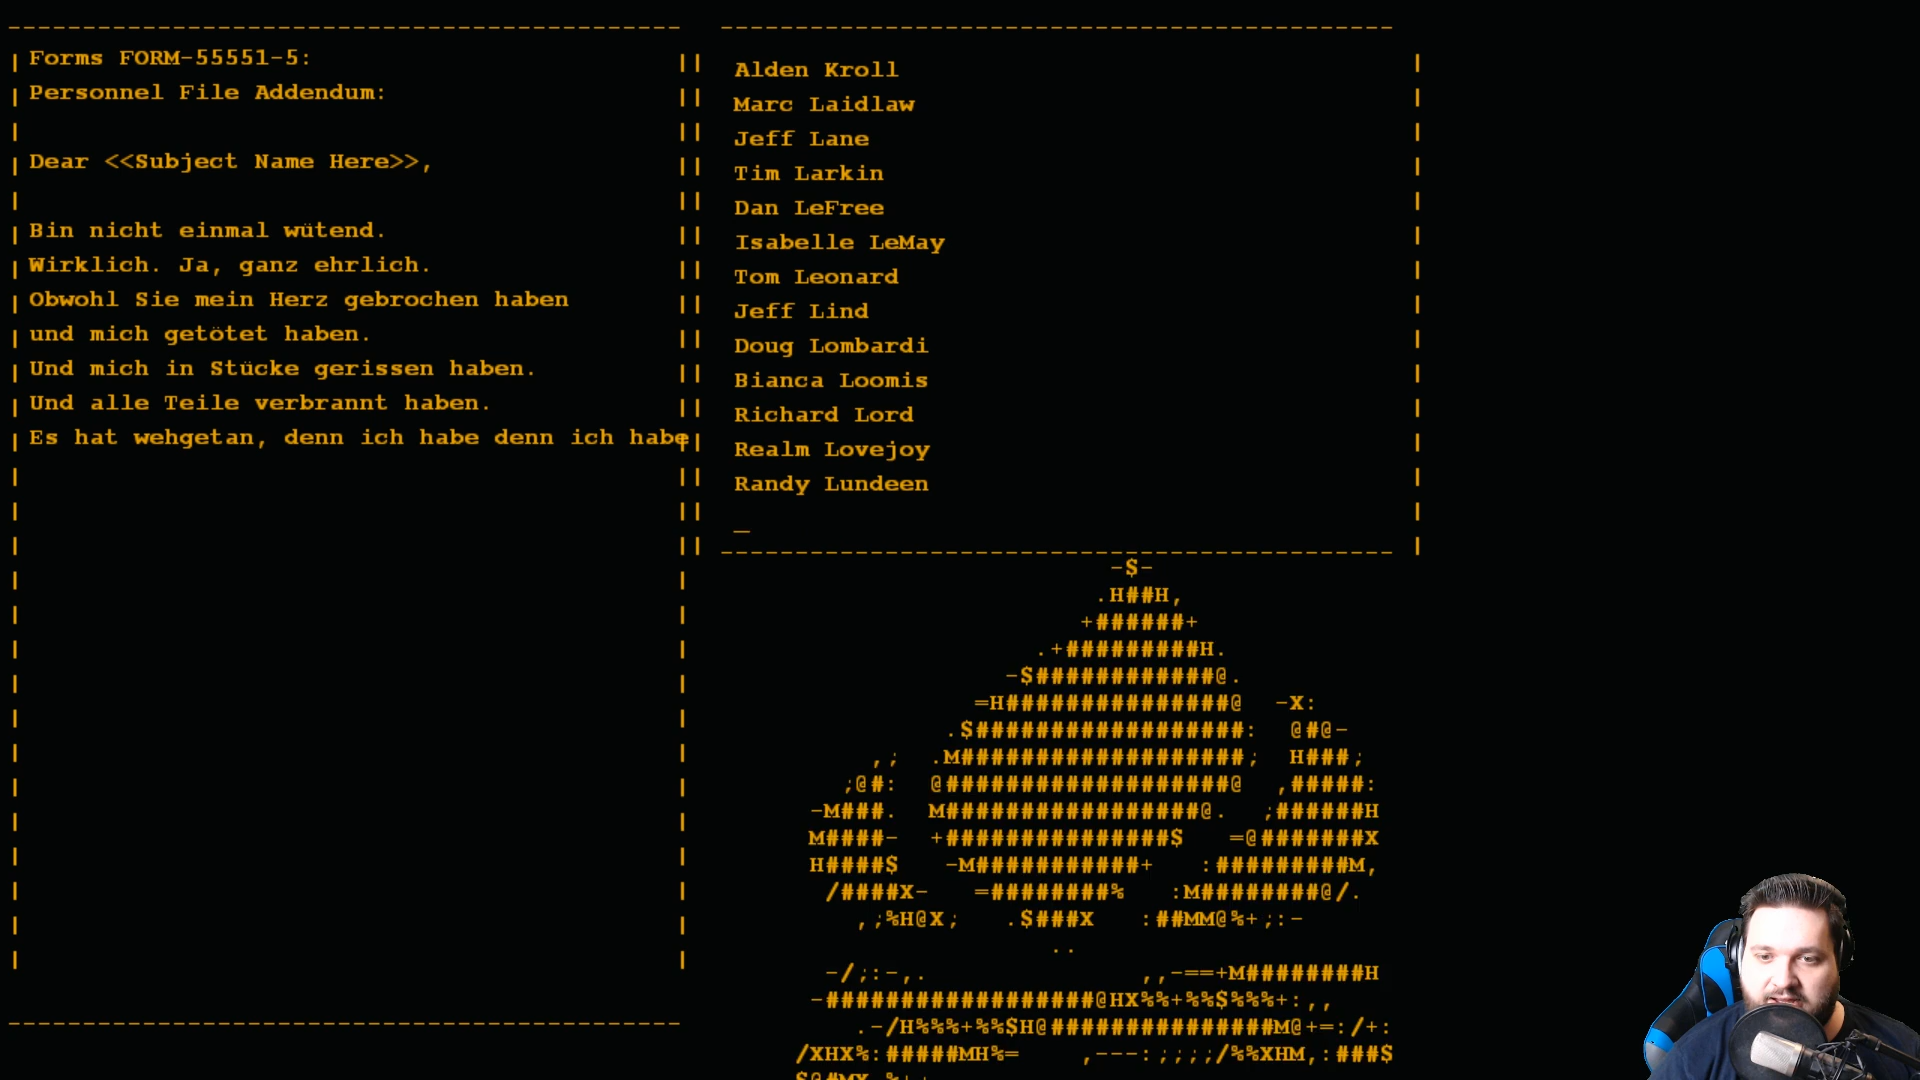 Forms FORM-55551-5:
Personnel File Addendum:
Dear <<Subject Name Here>>,
Bin nicht einmal wütend.
Wirklich. Ja, ganz ehrlich.
Obwohl Sie mein Herz gebrochen haben
und mich getötet haben.
Und mich in Stücke gerissen haben.
Und alle Teile verbrannt haben.
Es hat wehgetan, denn ich habe denn ich habe
Alden Kroll
Marc Laidlaw
Jeff Lane
Tim Larkin
Dan LeFree
Isabelle LeMay
Tom Leonard
Jeff Lind
Doug Lombardi
Bianca Loomis
Richard Lord
Realm Lovejoy
Randy Lundeen